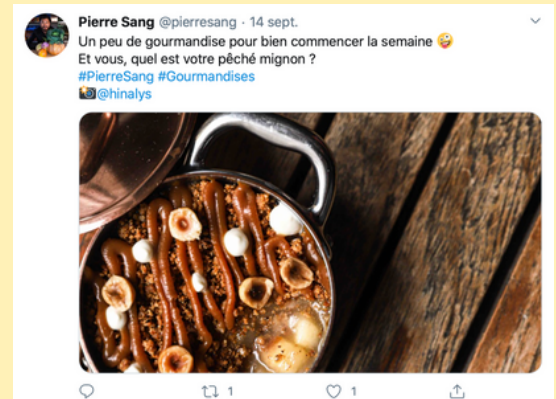 Pierre Sang @pierresang · 14 sept.
Un peu de gourmandise pour bien commencer la semaine 🤪
Et vous, quel est votre pêché mignon ?
#PierreSang #Gourmandises
📸@hinalys
1 1